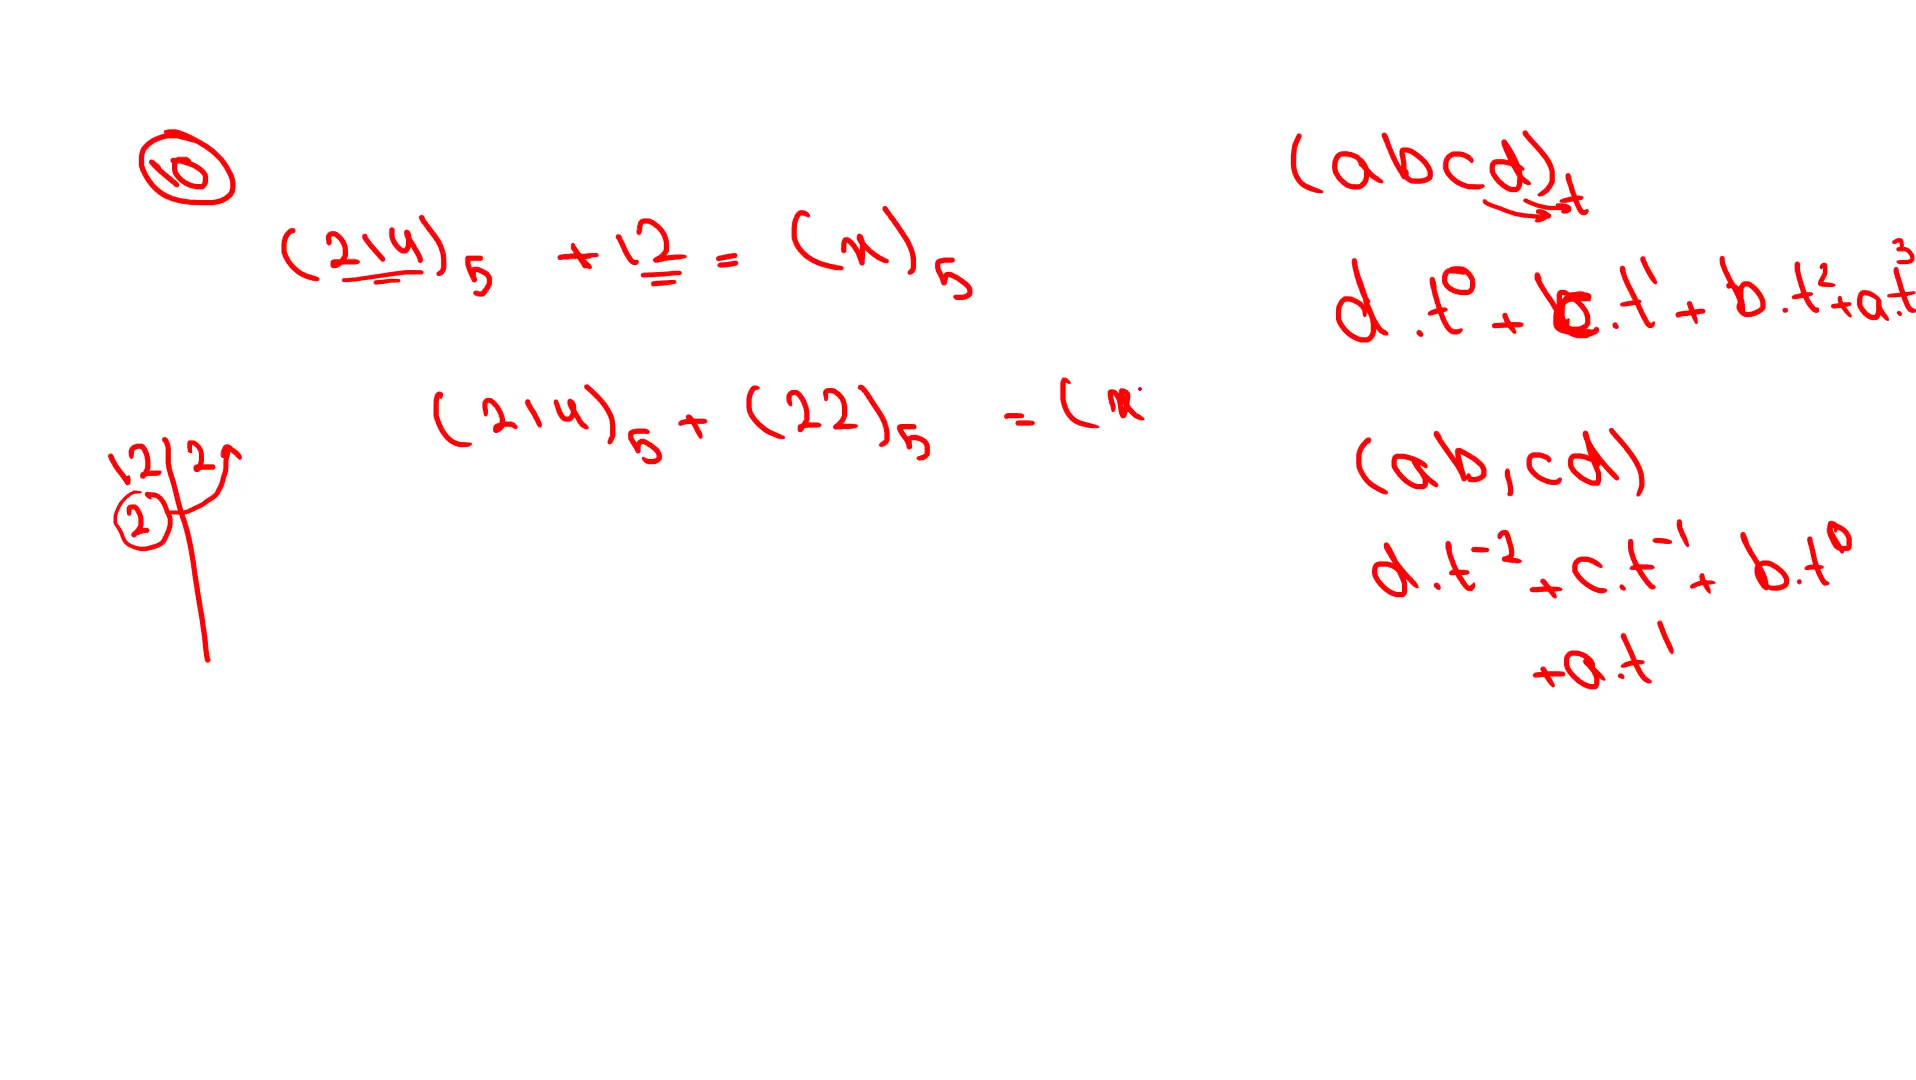 10
(214)₅ + 12 = (x)₅
(214)₅ + (22)₅ = (x
12 2
2
(abcd)t
d.t⁰ + c.t¹ + b.t² + a.t³
(ab,cd)
d.t⁻² + c.t⁻¹ + b.t⁰
+a.t¹